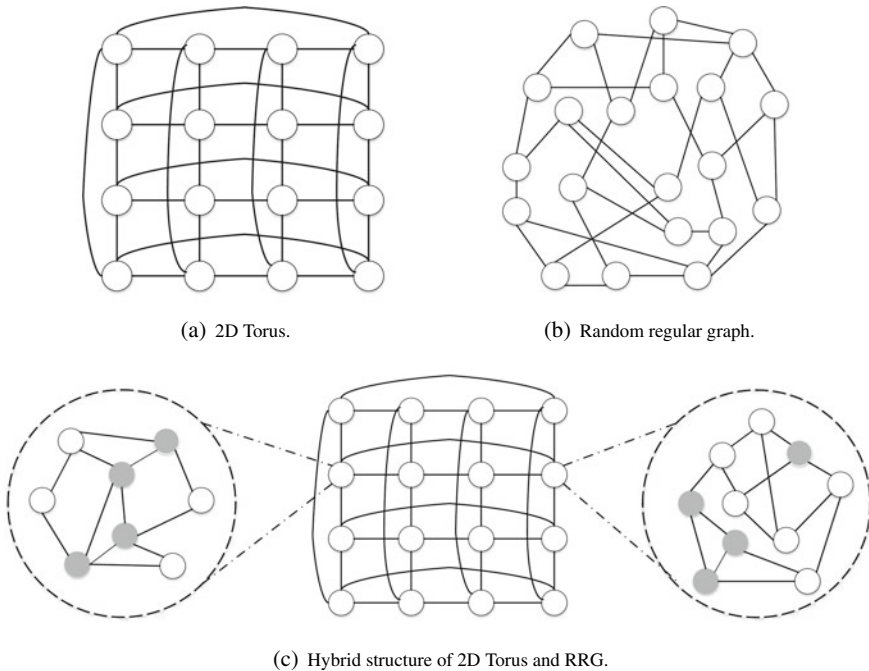 (a) 2D Torus.
(b) Random regular graph.
(c) Hybrid structure of 2D Torus and RRG.